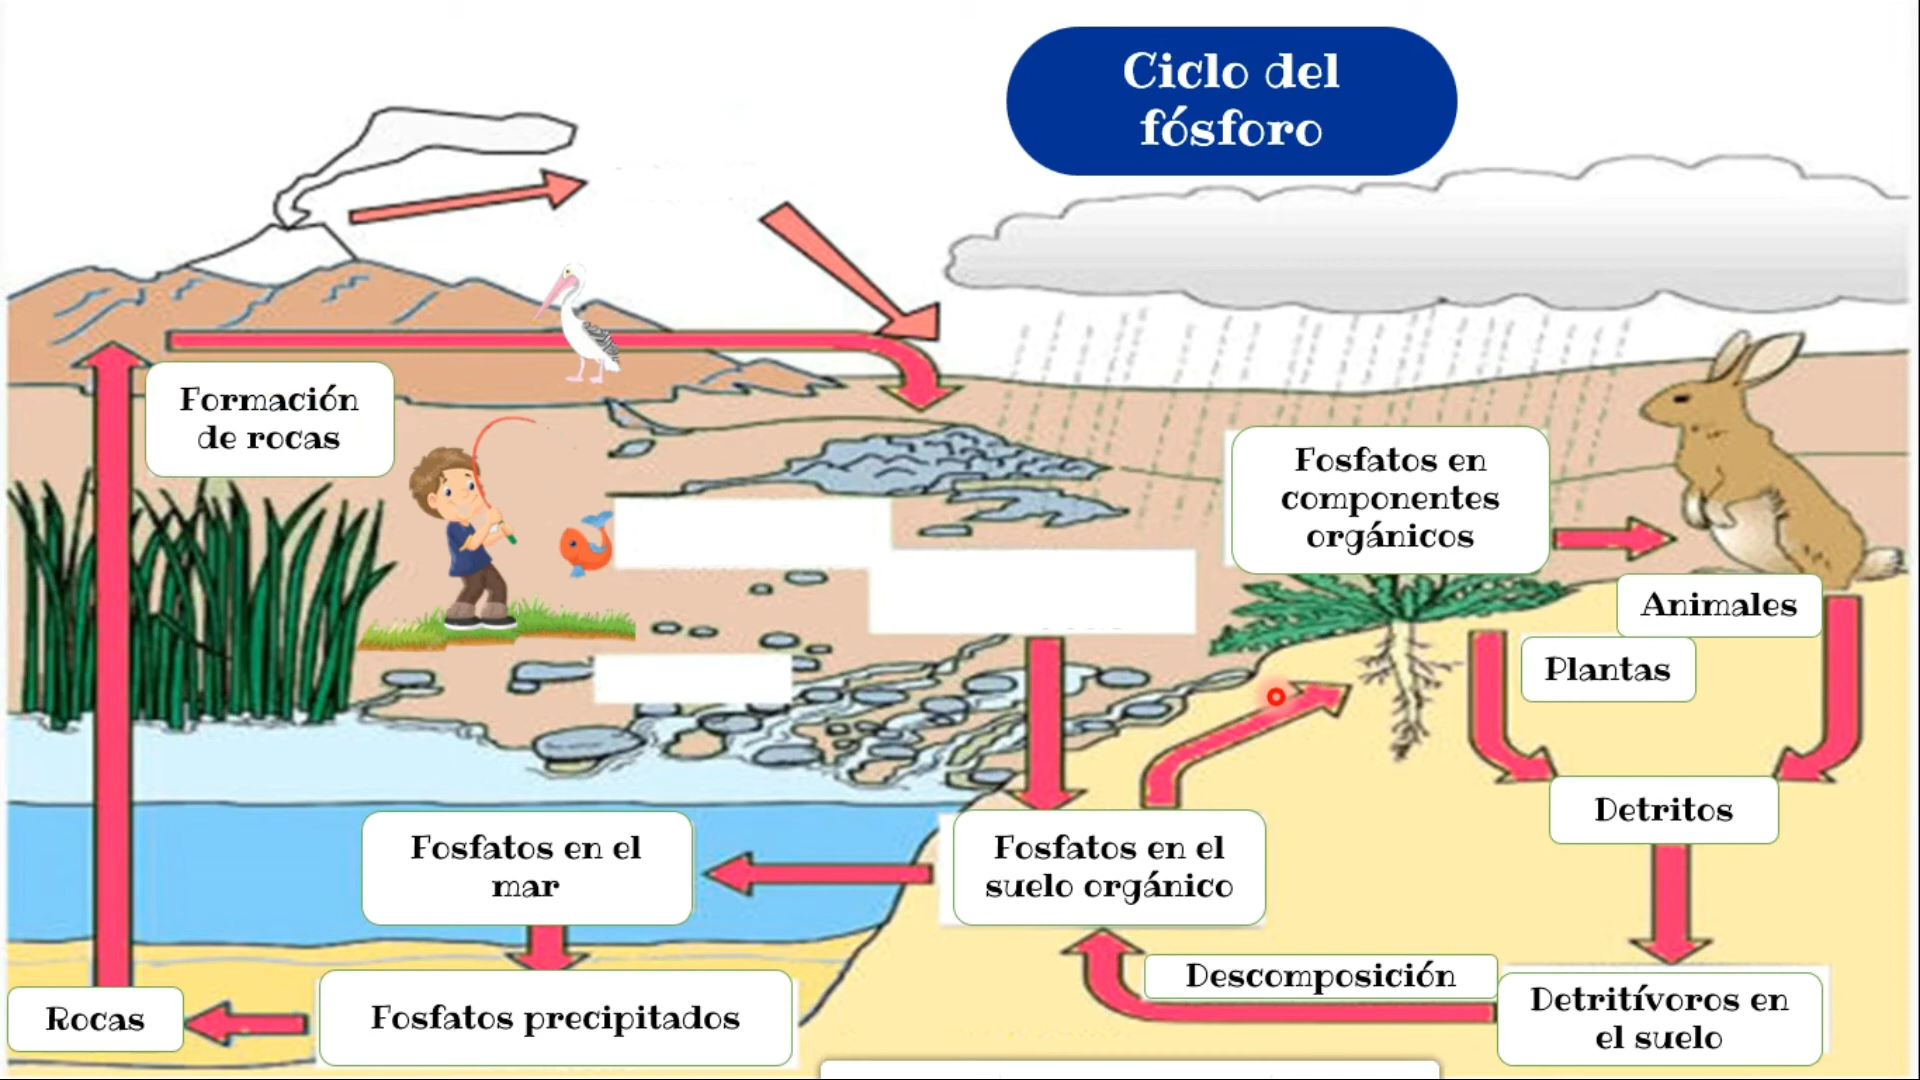 Ciclo del
fósforo
Formación
de rocas
Fosfatos en
componentes
orgánicos
Animales
Plantas
Detritos
Fosfatos en el
mar
Fosfatos en el
suelo orgánico
Descomposición
Detritívoros en
el suelo
Fosfatos precipitados
Rocas